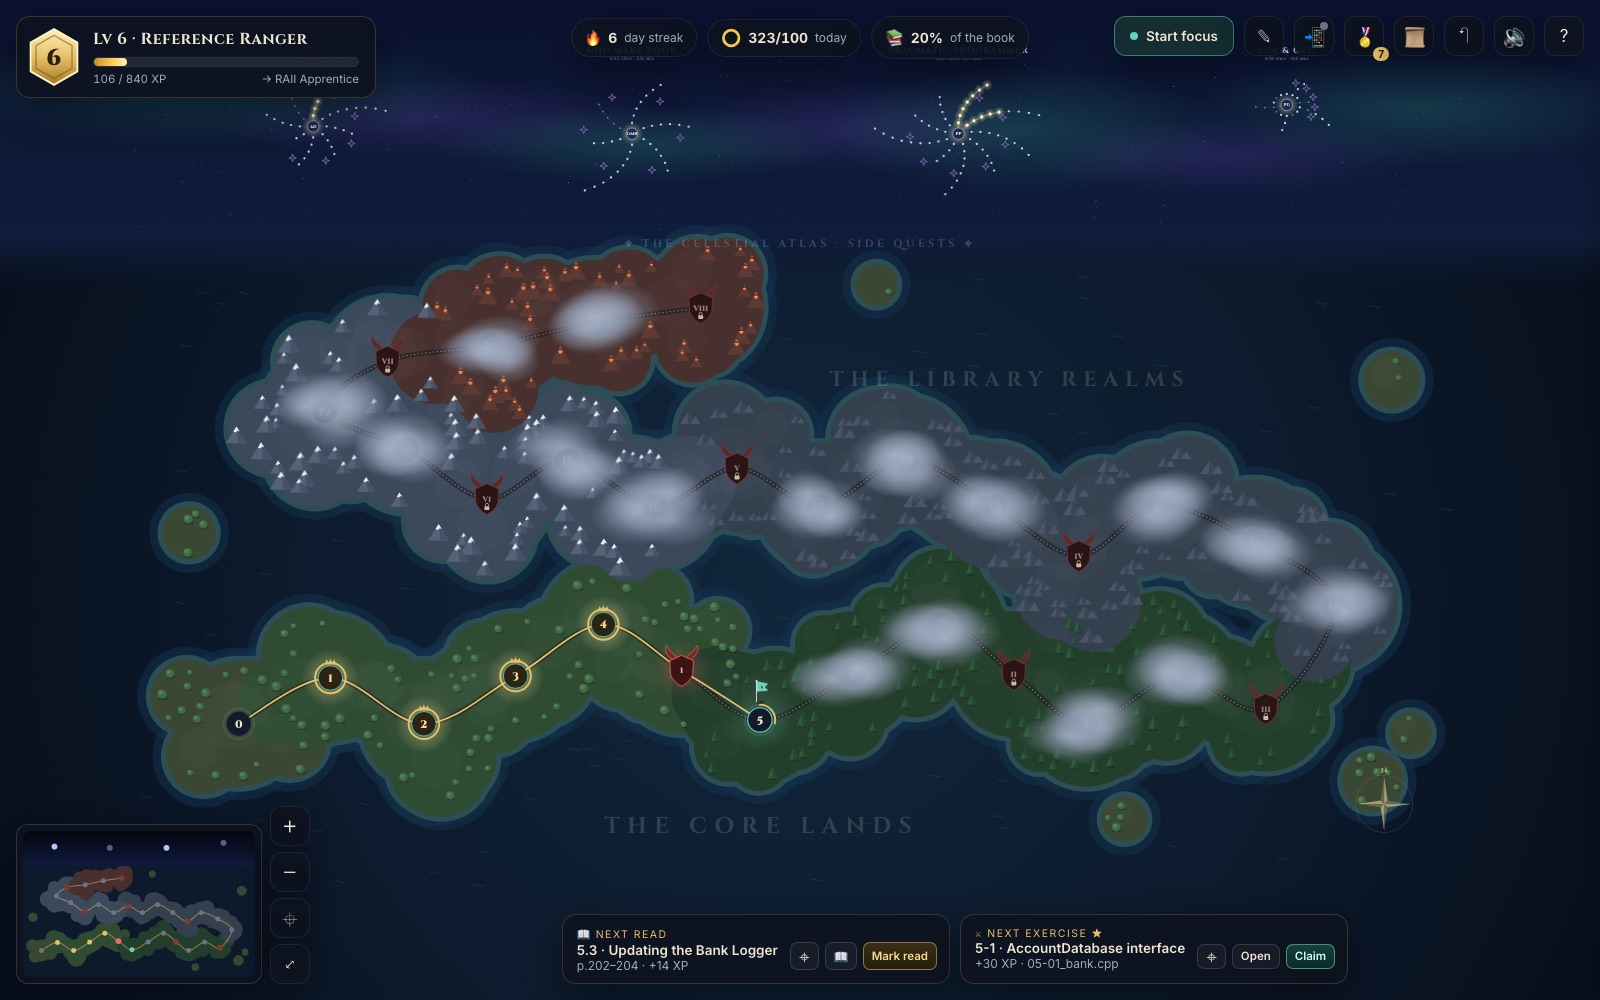 6
Lv 6 · Reference Ranger
106 / 840 XP
→ RAII Apprentice
6 day streak
323/100 today
20% of the book
Start focus
7
?
✦ THE CELESTIAL ATLAS · SIDE QUESTS ✦
THE LIBRARY REALMS
VIII
VII
VI
V
IV
4
I
II
III
1
3
2
0
5
N
THE CORE LANDS
+
−
NEXT READ
5.3 · Updating the Bank Logger
p.202–204 · +14 XP
Mark read
NEXT EXERCISE ★
5-1 · AccountDatabase interface
+30 XP · 05-01_bank.cpp
Open
Claim